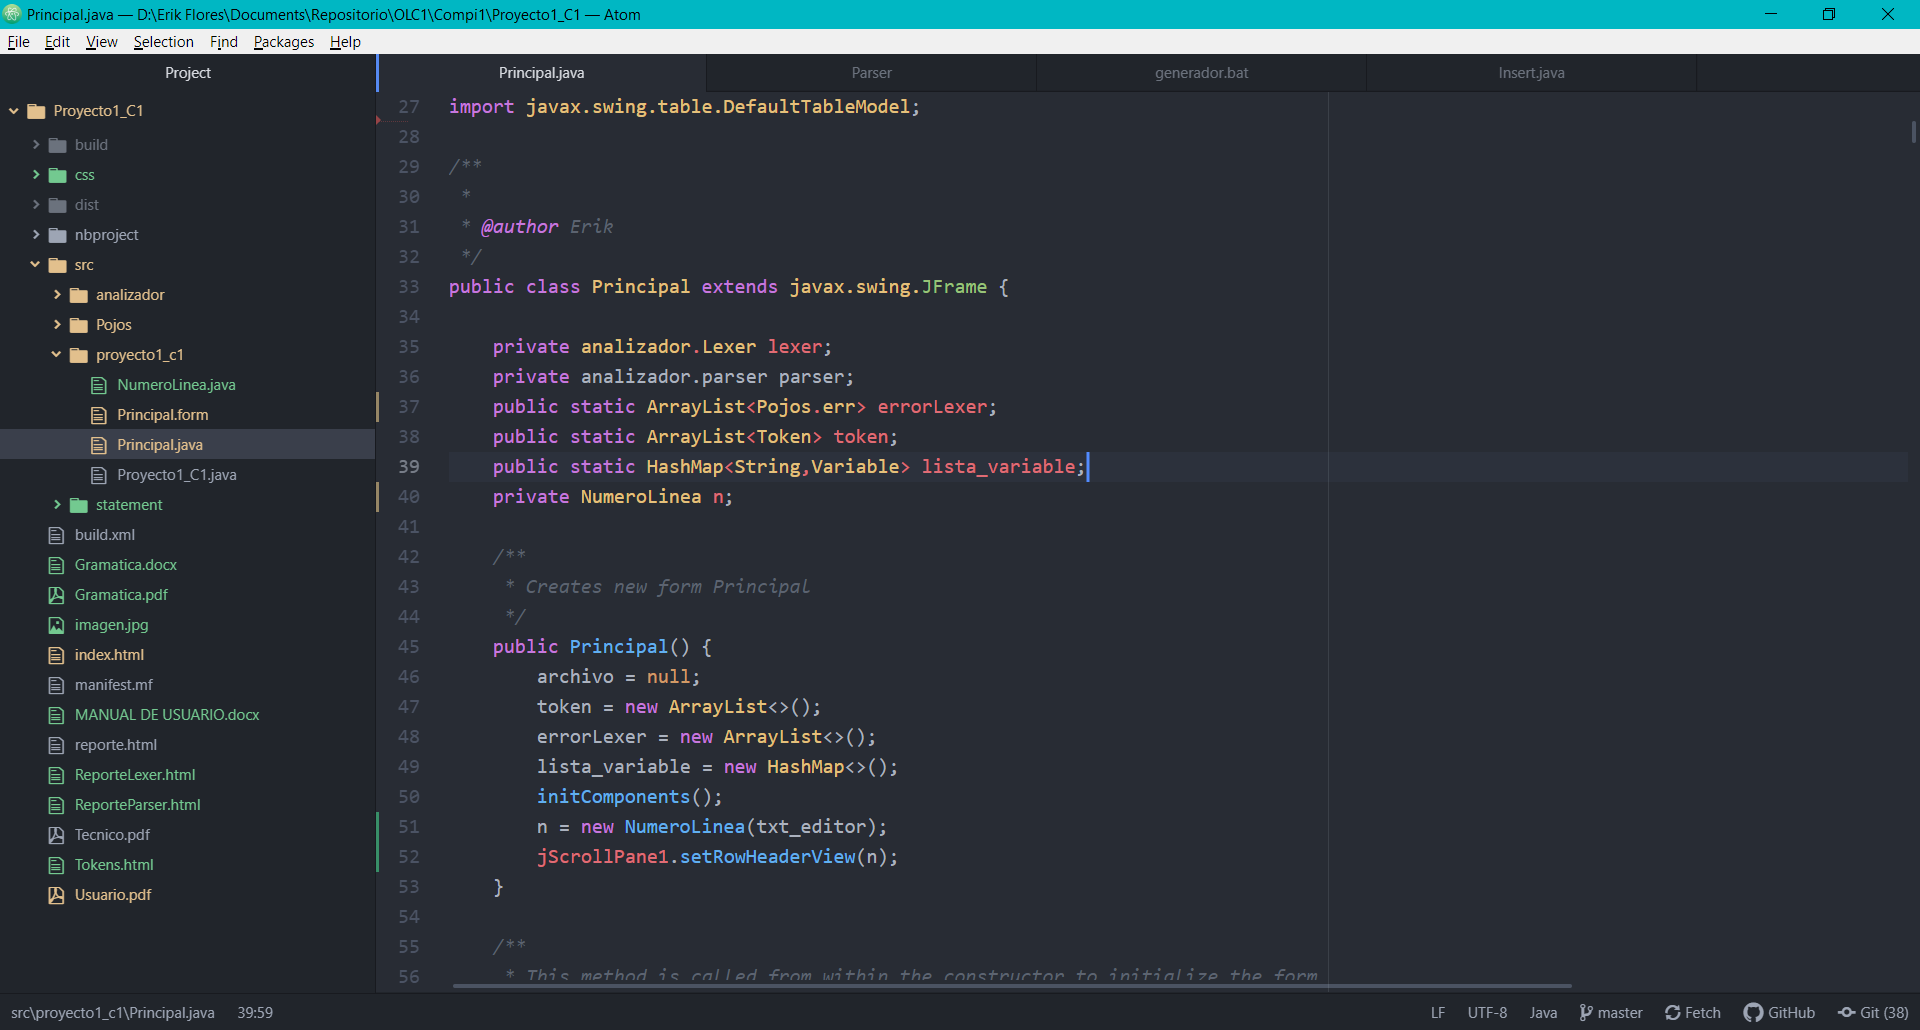 Principal.java — D:\Erik Flores\Documents\Repositorio\OLC1\Compi1\Proyecto1_C1 — Atom
File Edit View Selection Find Packages Help
Project
Proyecto1_C1
build
css
dist
nbproject
src
analizador
Pojos
proyecto1_c1
NumeroLinea.java
Principal.form
Principal.java
Proyecto1_C1.java
statement
build.xml
Gramatica.docx
Gramatica.pdf
imagen.jpg
index.html
manifest.mf
MANUAL DE USUARIO.docx
reporte.html
ReporteLexer.html
ReporteParser.html
Tecnico.pdf
Tokens.html
Usuario.pdf
Principal.java Parser generador.bat Insert.java
27 import javax.swing.table.DefaultTableModel;
28
29 /**
30 *
31 * @author Erik
32 */
33 public class Principal extends javax.swing.JFrame {
34
35 private analizador.Lexer lexer;
36 private analizador.parser parser;
37 public static ArrayList<Pojos.err> errorLexer;
38 public static ArrayList<Token> token;
39 public static HashMap<String,Variable> lista_variable;
40 private NumeroLinea n;
41
42 /**
43 * Creates new form Principal
44 */
45 public Principal() {
46 archivo = null;
47 token = new ArrayList<>();
48 errorLexer = new ArrayList<>();
49 lista_variable = new HashMap<>();
50 initComponents();
51 n = new NumeroLinea(txt_editor);
52 jScrollPane1.setRowHeaderView(n);
53 }
54
55 /**
56 * This method is called from within the constructor to initialize the form
src\proyecto1_c1\Principal.java 39:59 LF UTF-8 Java master Fetch GitHub Git (38)